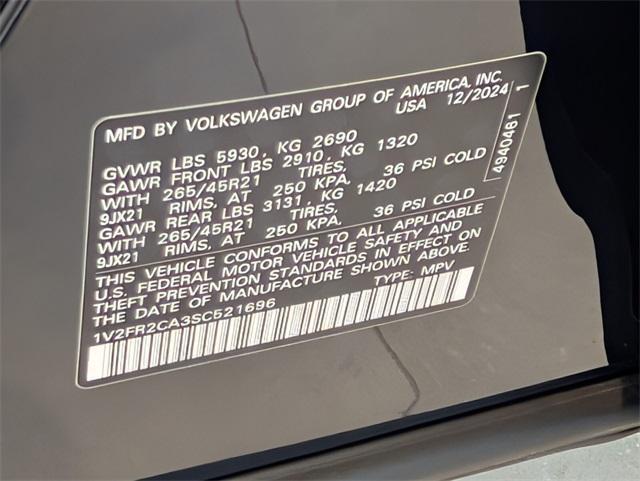 MFD BY VOLKSWAGEN GROUP OF AMERICA, INC.
USA 12/2024
GVWR LBS 5930, KG 2690
GAWR FRONT LBS 2910, KG 1320
WITH 265/45R21 TIRES, 36 PSI COLD
9JX21 RIMS, AT 250 KPA,
GAWR REAR LBS 3131, KG 1420
WITH 265/45R21 TIRES, 36 PSI COLD
9JX21 RIMS, AT 250 KPA,
THIS VEHICLE CONFORMS TO ALL APPLICABLE
U.S. FEDERAL MOTOR VEHICLE SAFETY AND
THEFT PREVENTION STANDARDS IN EFFECT ON
THE DATE OF MANUFACTURE SHOWN ABOVE.
TYPE: MPV
1V2FR2CA3SC521696
4940461 1